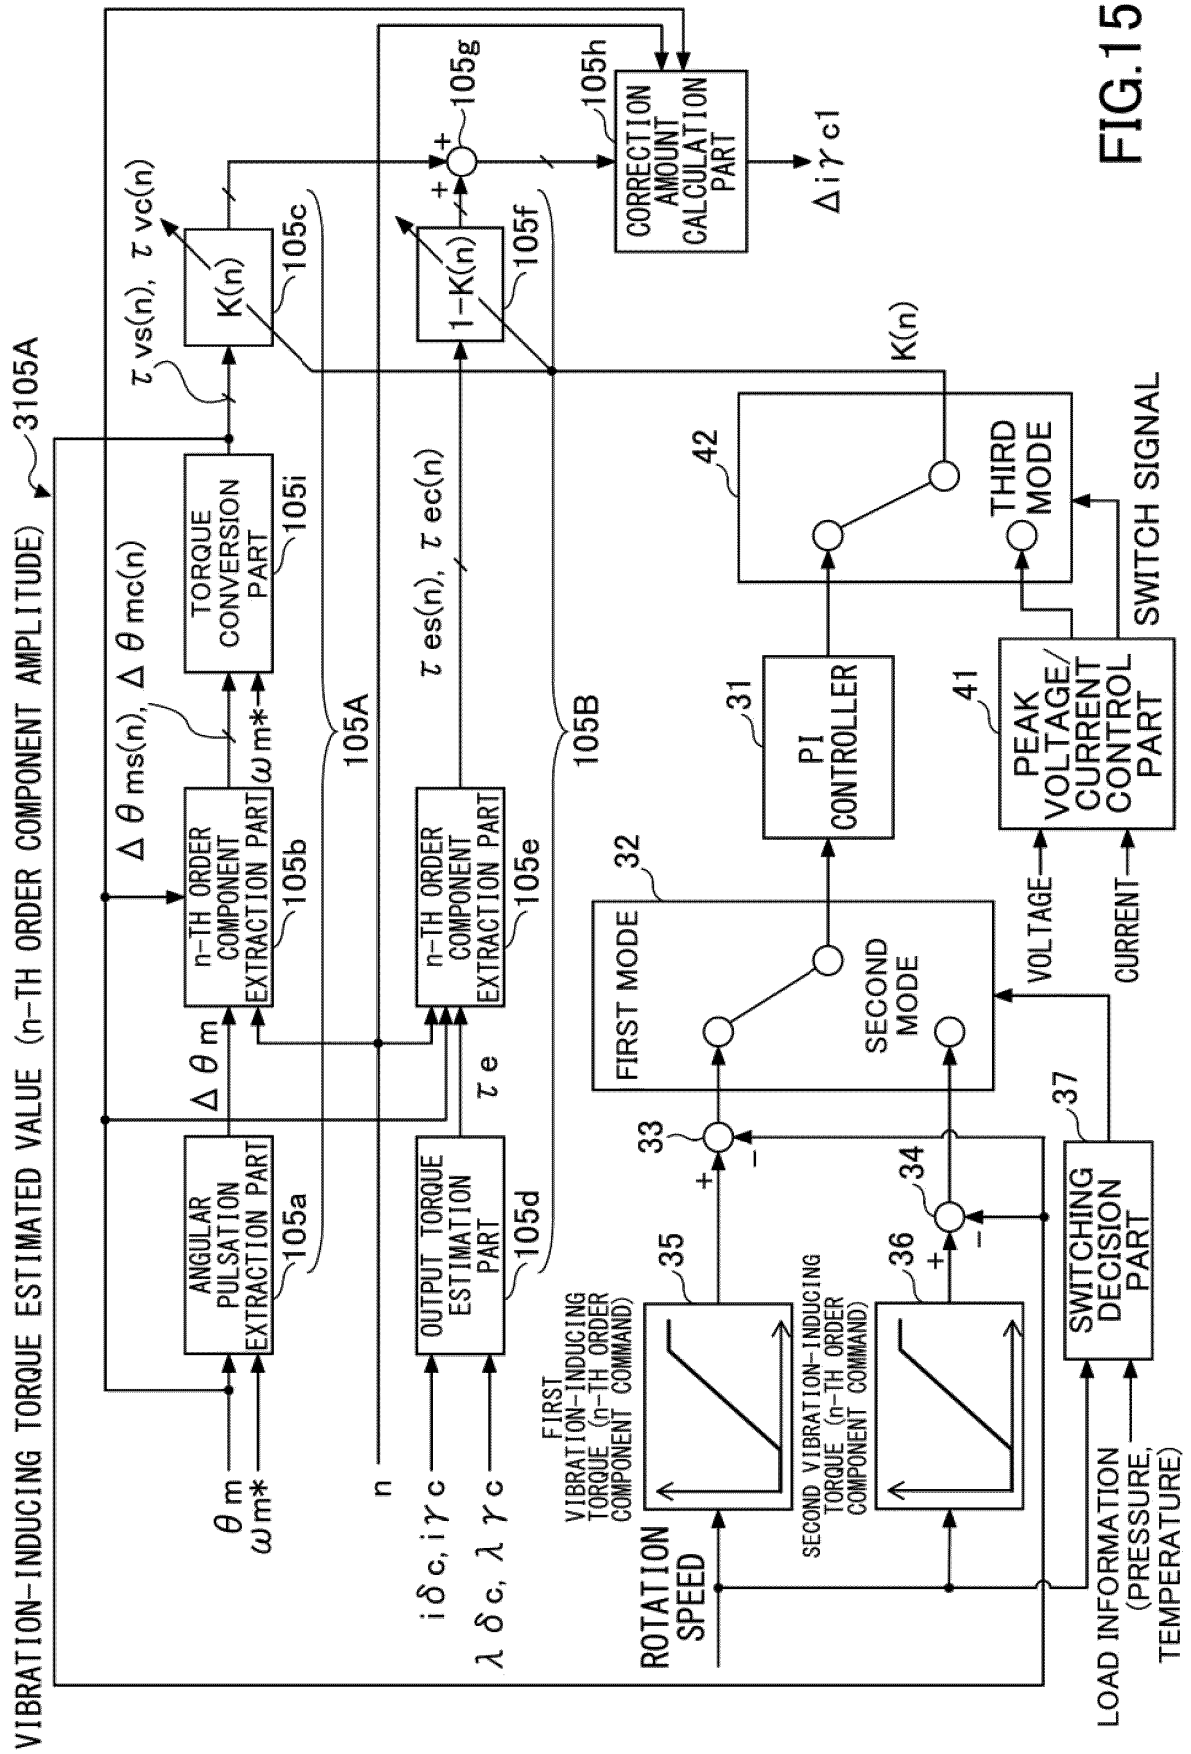 VIBRATION-INDUCING TORQUE ESTIMATED VALUE (n-TH ORDER COMPONENT AMPLITUDE)
3105A
θm
ωm*
ANGULAR
PULSATION
EXTRACTION PART
105a
Δθm
n-TH ORDER
COMPONENT
EXTRACTION PART
105b
Δθms(n), Δθmc(n)
ωm*
TORQUE
CONVERSION
PART
105i
τvs(n), τvc(n)
K(n)
105c
105A
n
iδc, iγc
λδc, λγc
OUTPUT TORQUE
ESTIMATION
PART
105d
τe
n-TH ORDER
COMPONENT
EXTRACTION PART
105e
τes(n), τec(n)
1-K(n)
105f
105B
+
+
105g
105h
CORRECTION
AMOUNT
CALCULATION
PART
Δiγc1
ROTATION
SPEED
FIRST
VIBRATION-INDUCING
TORQUE (n-TH ORDER
COMPONENT COMMAND)
35
+
-
33
SECOND VIBRATION-INDUCING
TORQUE (n-TH ORDER
COMPONENT COMMAND)
36
+
-
34
FIRST MODE
SECOND
MODE
32
31
PI
CONTROLLER
42
THIRD
MODE
K(n)
LOAD INFORMATION
(PRESSURE,
TEMPERATURE)
SWITCHING
DECISION
PART
37
VOLTAGE
CURRENT
41
PEAK
VOLTAGE/
CURRENT
CONTROL
PART
SWITCH SIGNAL
FIG.15